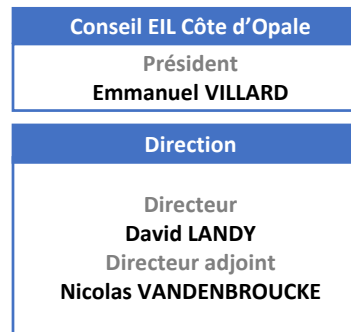 Conseil EIL Côte d’Opale
Président
Emmanuel VILLARD
Direction
Directeur
David LANDY
Directeur adjoint
Nicolas VANDENBROUCKE